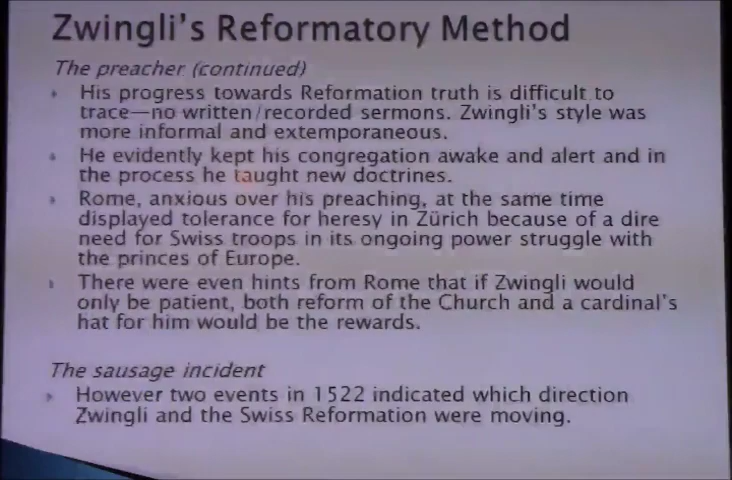 Zwingli's Reformatory Method
The preacher (continued)
His progress towards Reformation truth is difficult to
trace—no written/recorded sermons. Zwingli's style was
more informal and extemporaneous.
He evidently kept his congregation awake and alert and in
the process he taught new doctrines.
Rome, anxious over his preaching, at the same time
displayed tolerance for heresy in Zürich because of a dire
need for Swiss troops in its ongoing power struggle with
the princes of Europe.
There were even hints from Rome that if Zwingli would
only be patient, both reform of the Church and a cardinal's
hat for him would be the rewards.
The sausage incident
However two events in 1522 indicated which direction
Zwingli and the Swiss Reformation were moving.